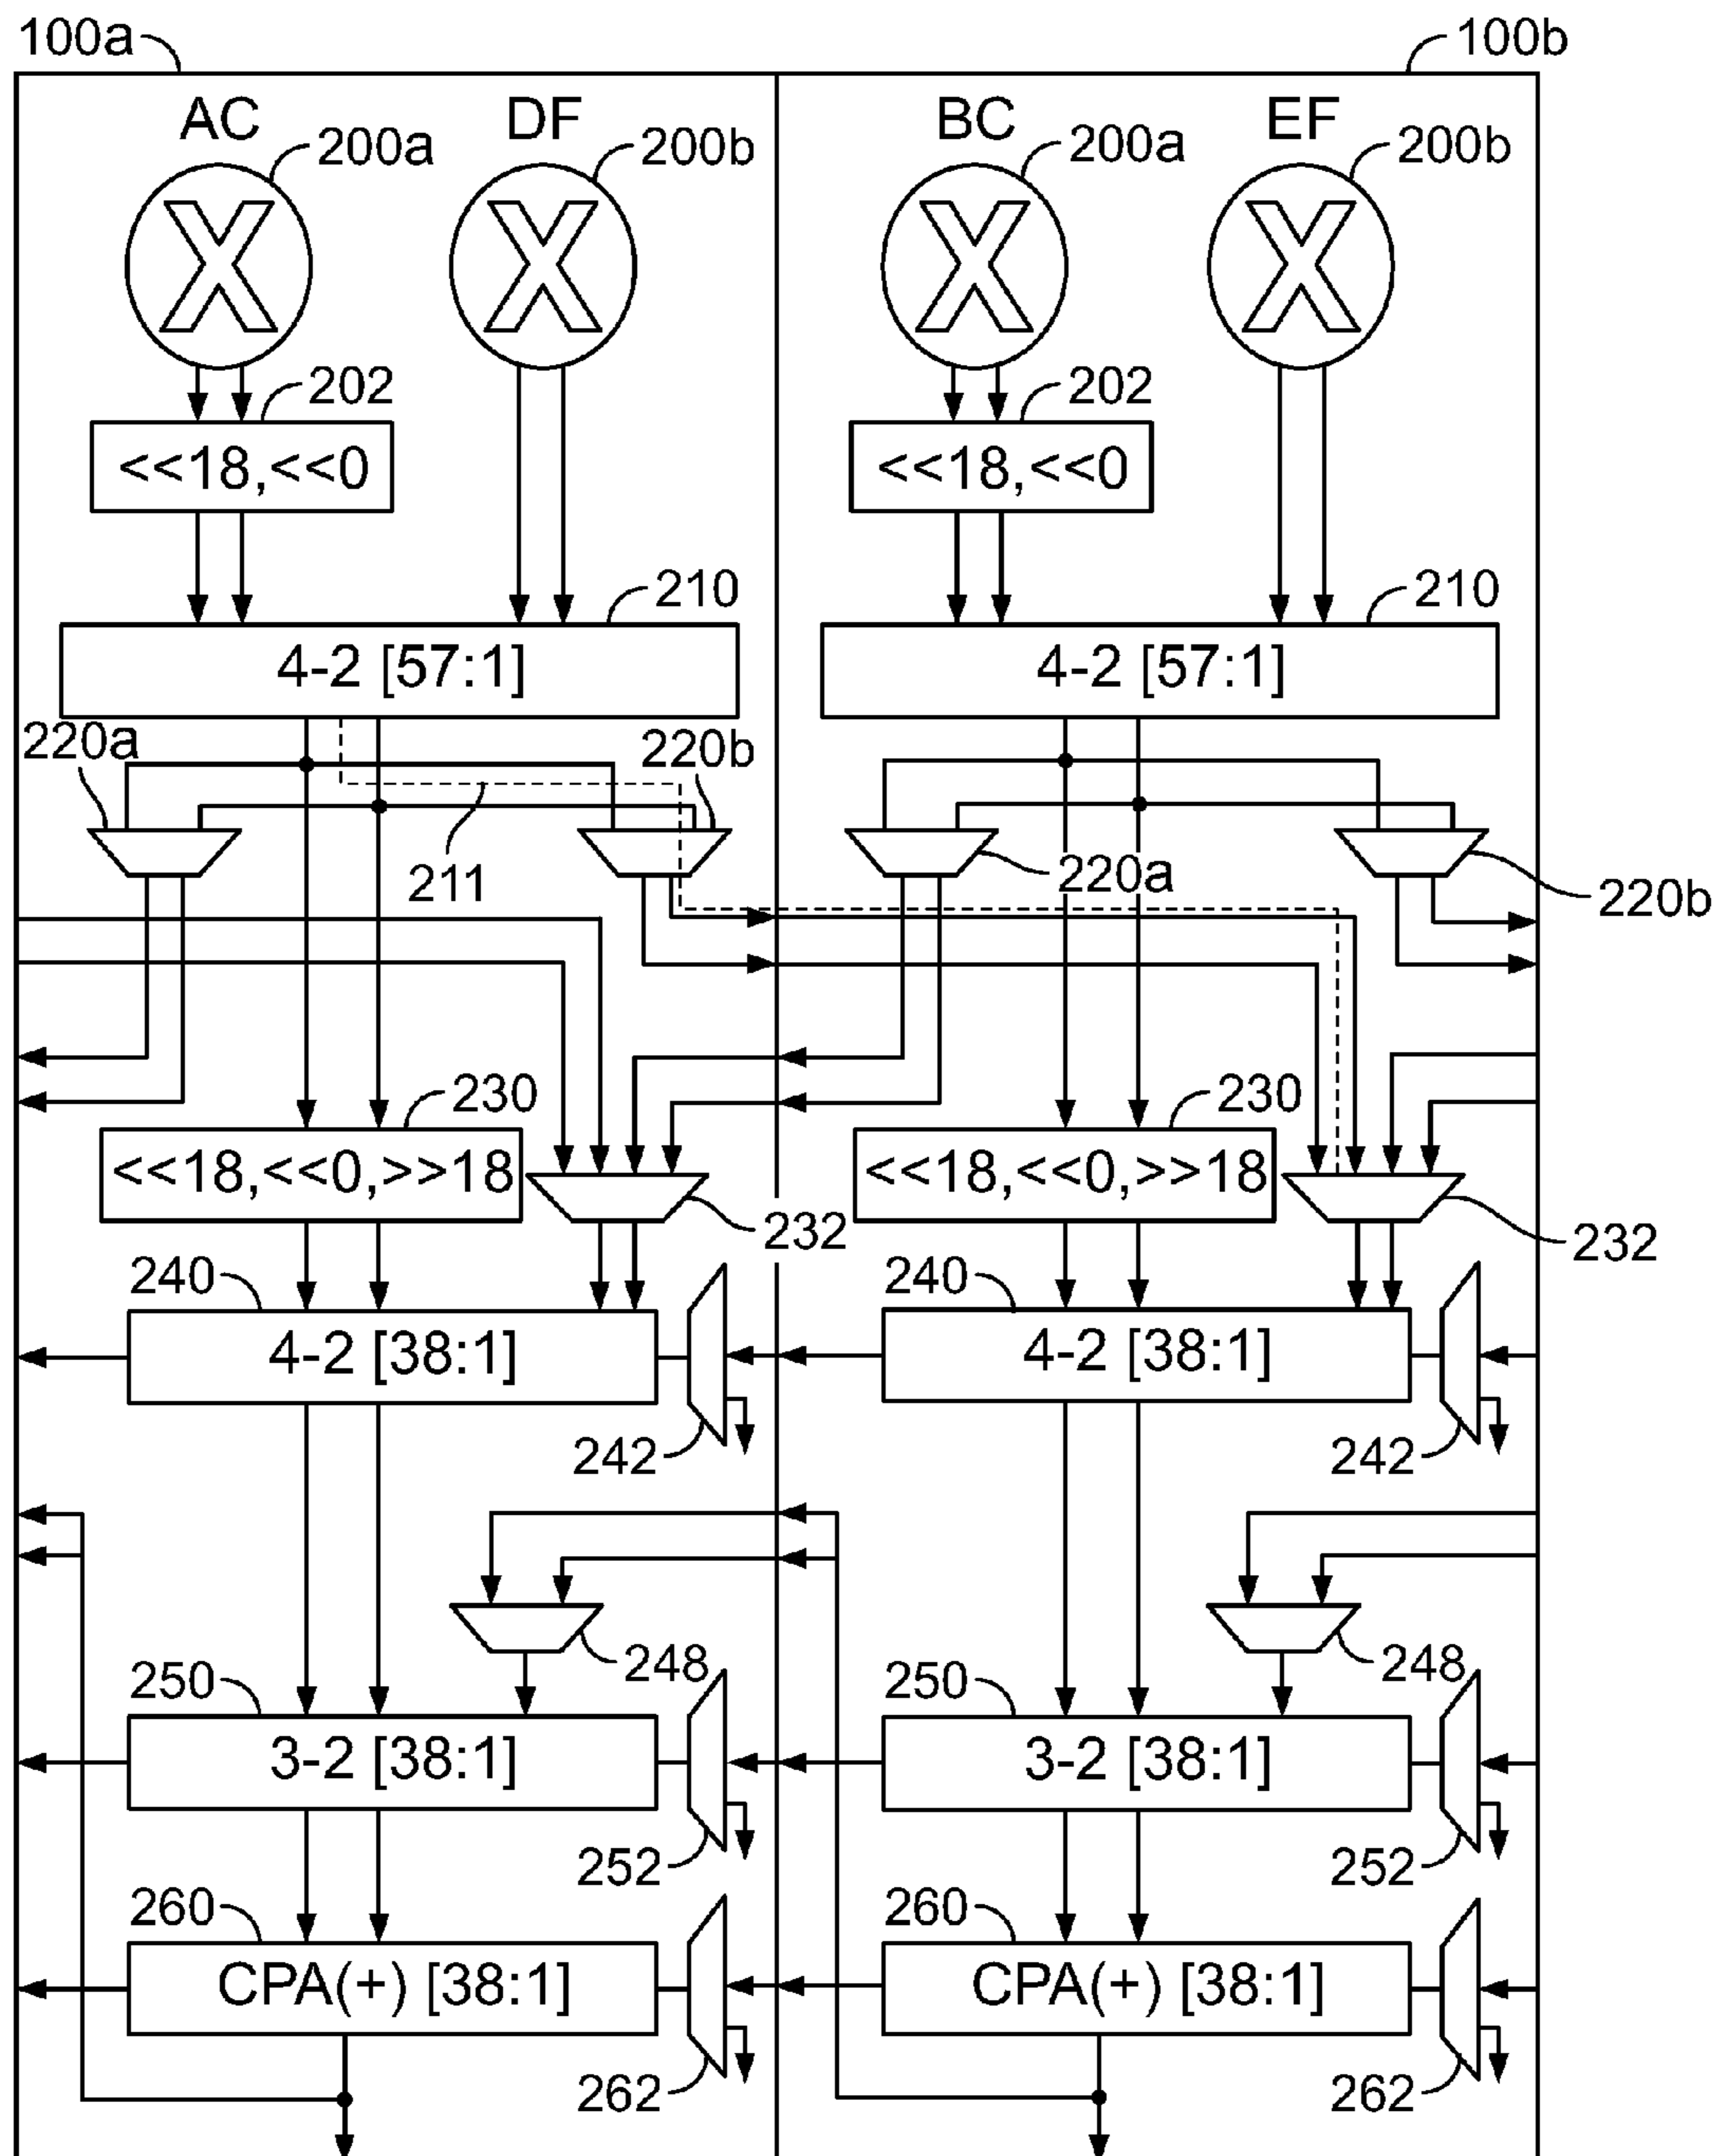 100a 100b
AC DF BC EF
200a 200b 200a 200b
X X X X
202 202
<<18,<<0 <<18,<<0
210 210
4-2 [57:1] 4-2 [57:1]
220a 220b
211 220a 220b
230 230
<<18,<<0,>>18 <<18,<<0,>>18
232 232
240 240
4-2 [38:1] 4-2 [38:1]
242 242
248 248
250 250
3-2 [38:1] 3-2 [38:1]
252 252
260 260
CPA(+) [38:1] CPA(+) [38:1]
262 262